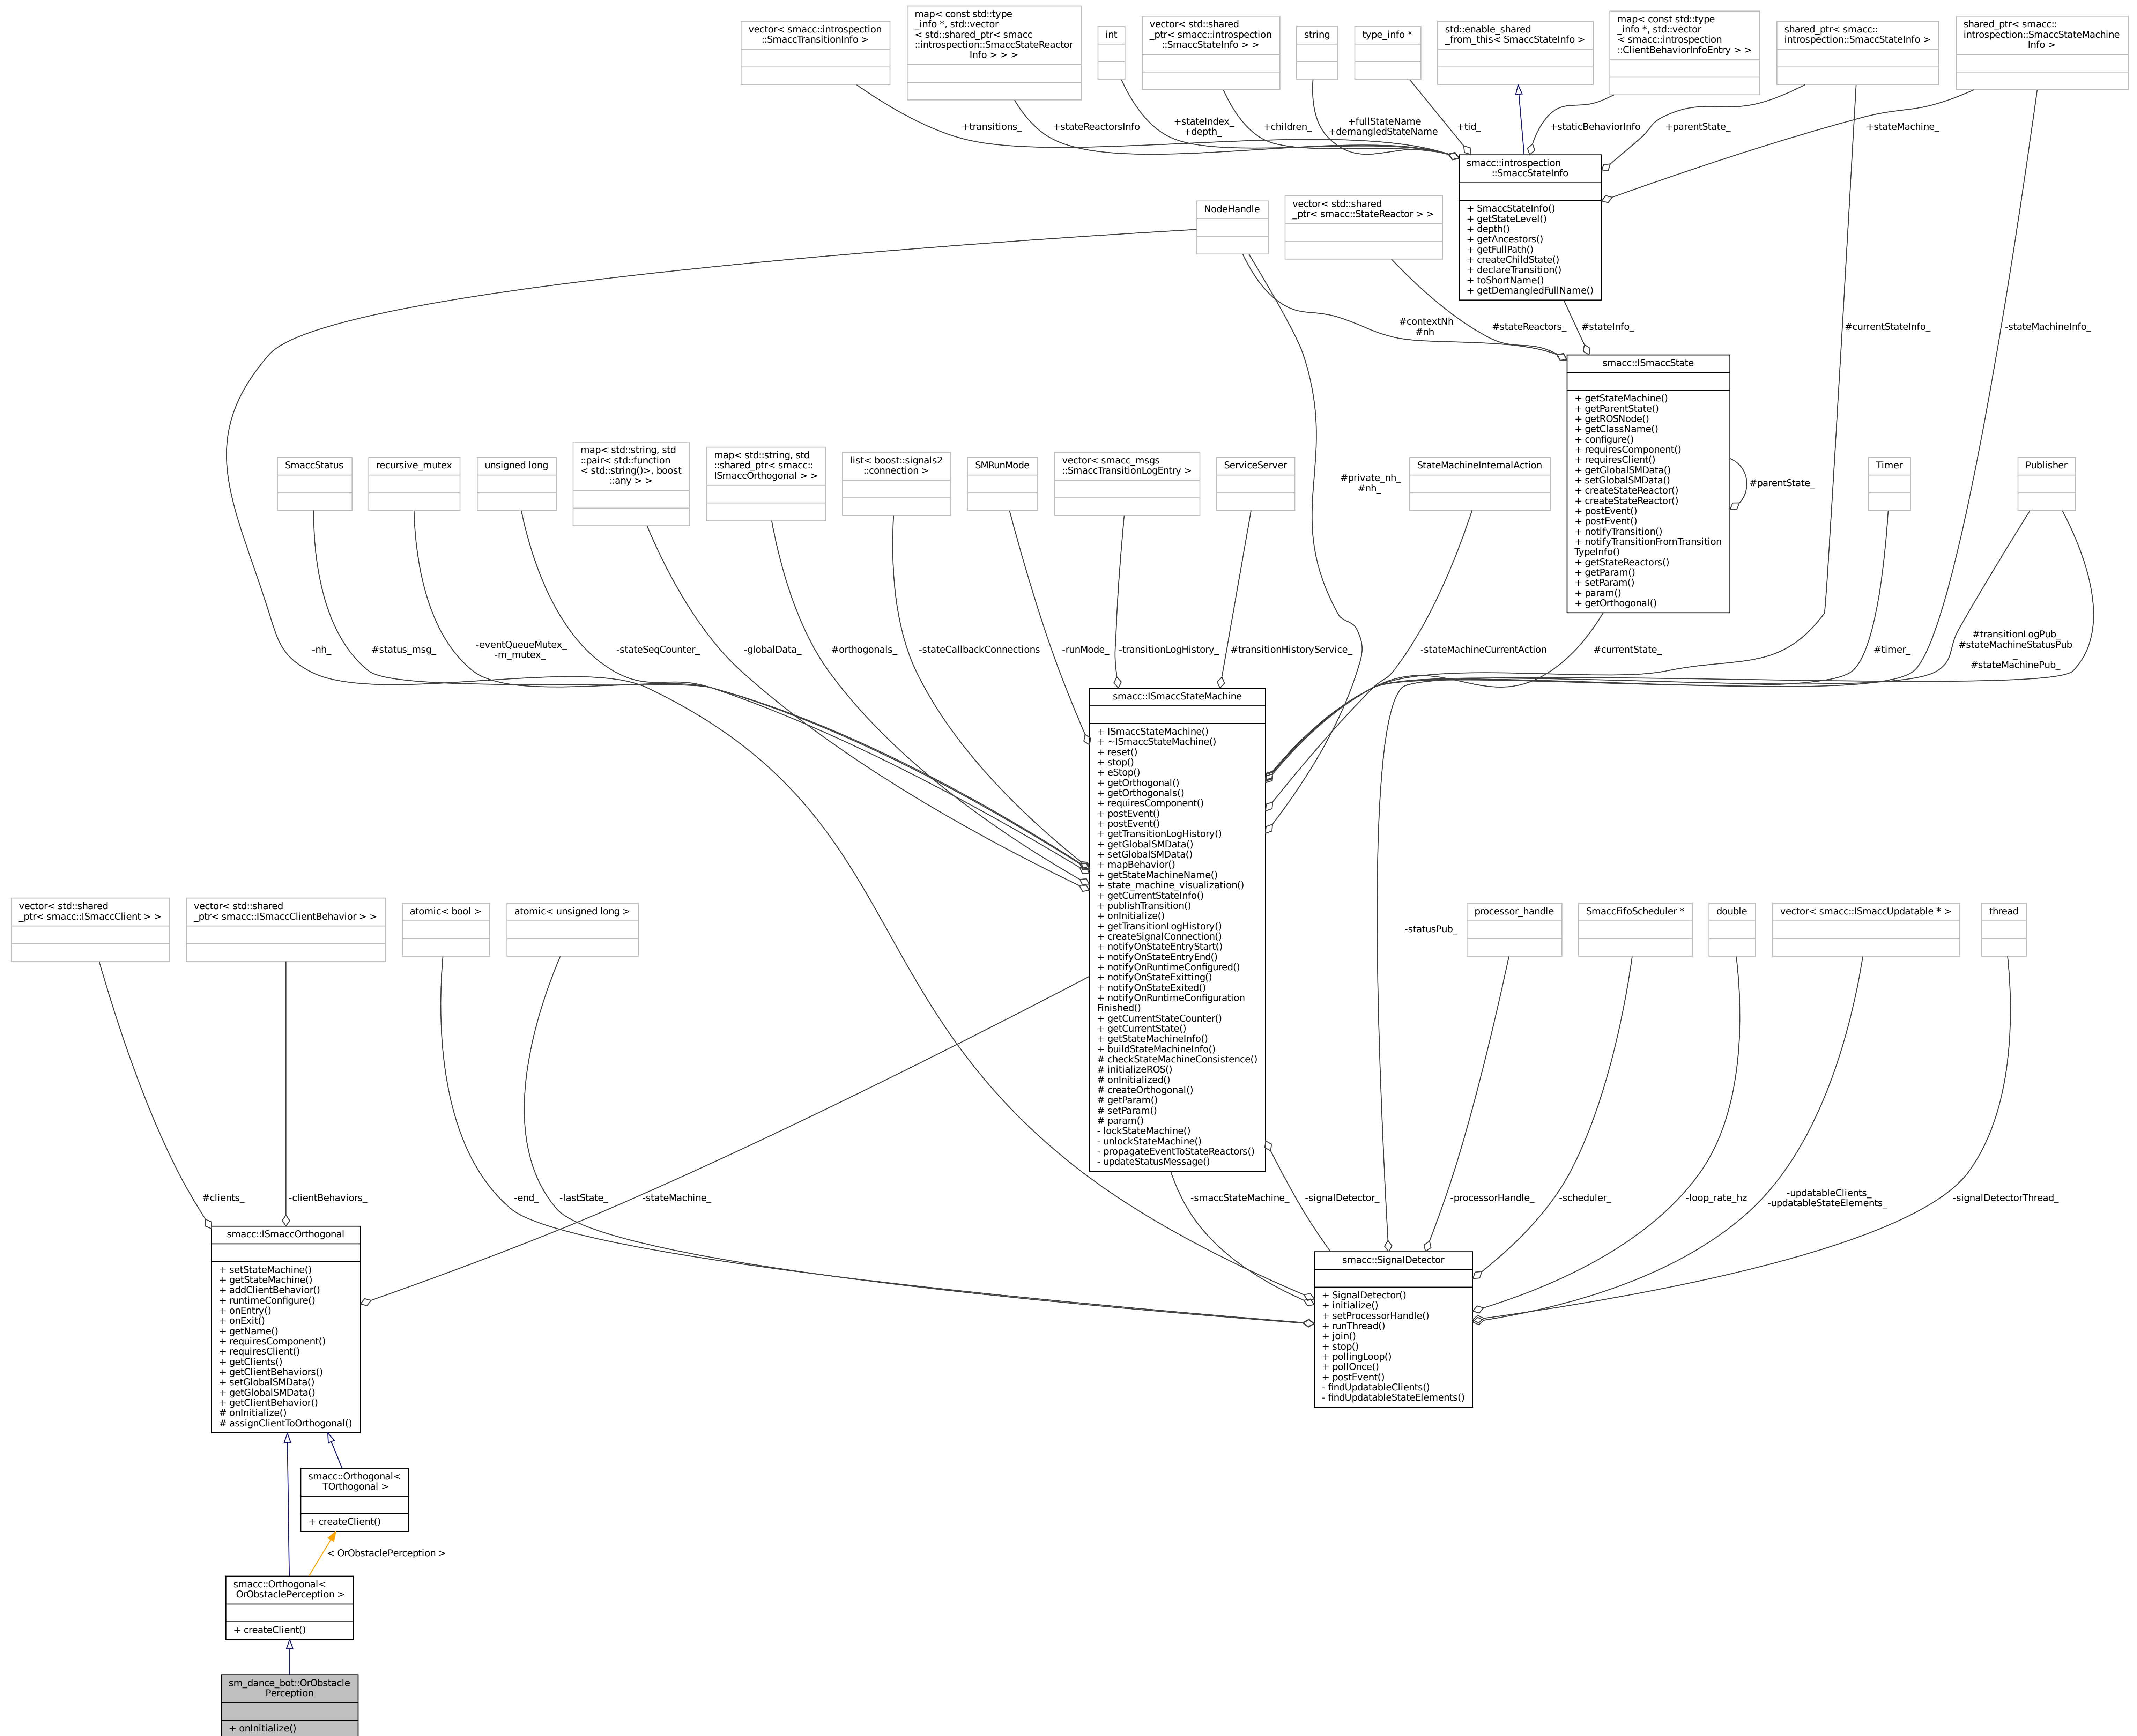 vector< smacc::introspection
::SmaccTransitionInfo >
map< const std::type
_info *, std::vector
< std::shared_ptr< smacc
::introspection::SmaccStateReactor
Info > > >
int
vector< std::shared
_ptr< smacc::introspection
::SmaccStateInfo > >
string
type_info *
std::enable_shared
_from_this< SmaccStateInfo >
map< const std::type
_info *, std::vector
< smacc::introspection
::ClientBehaviorInfoEntry > >
shared_ptr< smacc::
introspection::SmaccStateInfo >
shared_ptr< smacc::
introspection::SmaccStateMachine
Info >
+transitions_
+stateReactorsInfo
+stateIndex_
+depth_
+children_
+fullStateName
+demangledStateName
+tid_
+staticBehaviorInfo
+parentState_
+stateMachine_
smacc::introspection
::SmaccStateInfo
+ SmaccStateInfo()
+ getStateLevel()
+ depth()
+ getAncestors()
+ getFullPath()
+ createChildState()
+ declareTransition()
+ toShortName()
+ getDemangledFullName()
NodeHandle
vector< std::shared
_ptr< smacc::StateReactor > >
#contextNh
#nh
#stateReactors_
#stateInfo_
#currentStateInfo_
-stateMachineInfo_
smacc::ISmaccState
+ getStateMachine()
+ getParentState()
+ getROSNode()
+ getClassName()
+ configure()
+ requiresComponent()
+ requiresClient()
+ getGlobalSMData()
+ setGlobalSMData()
+ createStateReactor()
+ createStateReactor()
+ postEvent()
+ postEvent()
+ notifyTransition()
+ notifyTransitionFromTransition
TypeInfo()
+ getStateReactors()
+ getParam()
+ setParam()
+ param()
+ getOrthogonal()
#parentState_
SmaccStatus
recursive_mutex
unsigned long
map< std::string, std
::pair< std::function
< std::string()>, boost
::any > >
map< std::string, std
::shared_ptr< smacc::
ISmaccOrthogonal > >
list< boost::signals2
::connection >
SMRunMode
vector< smacc_msgs
::SmaccTransitionLogEntry >
ServiceServer
#private_nh_
#nh_
StateMachineInternalAction
Timer
Publisher
-nh_
#status_msg_
-eventQueueMutex_
-m_mutex_
-stateSeqCounter_
-globalData_
#orthogonals_
-stateCallbackConnections
-runMode_
-transitionLogHistory_
#transitionHistoryService_
-stateMachineCurrentAction
#currentState_
#timer_
#transitionLogPub_
#stateMachineStatusPub
_
#stateMachinePub_
smacc::ISmaccStateMachine
+ ISmaccStateMachine()
+ ~ISmaccStateMachine()
+ reset()
+ stop()
+ eStop()
+ getOrthogonal()
+ getOrthogonals()
+ requiresComponent()
+ postEvent()
+ postEvent()
+ getTransitionLogHistory()
+ getGlobalSMData()
+ setGlobalSMData()
+ mapBehavior()
+ getStateMachineName()
+ state_machine_visualization()
+ getCurrentStateInfo()
+ publishTransition()
+ onInitialize()
+ getTransitionLogHistory()
+ createSignalConnection()
+ notifyOnStateEntryStart()
+ notifyOnStateEntryEnd()
+ notifyOnRuntimeConfigured()
+ notifyOnStateExitting()
+ notifyOnStateExited()
+ notifyOnRuntimeConfiguration
Finished()
+ getCurrentStateCounter()
+ getCurrentState()
+ getStateMachineInfo()
+ buildStateMachineInfo()
# checkStateMachineConsistence()
# initializeROS()
# onInitialized()
# createOrthogonal()
# getParam()
# setParam()
# param()
- lockStateMachine()
- unlockStateMachine()
- propagateEventToStateReactors()
- updateStatusMessage()
vector< std::shared
_ptr< smacc::ISmaccClient > >
vector< std::shared
_ptr< smacc::ISmaccClientBehavior > >
atomic< bool >
atomic< unsigned long >
-statusPub_
processor_handle
SmaccFifoScheduler *
double
vector< smacc::ISmaccUpdatable * >
thread
#clients_
-clientBehaviors_
-end_
-lastState_
-stateMachine_
-smaccStateMachine_
-signalDetector_
-processorHandle_
-scheduler_
-loop_rate_hz
-updatableClients_
-updatableStateElements_
-signalDetectorThread_
smacc::ISmaccOrthogonal
+ setStateMachine()
+ getStateMachine()
+ addClientBehavior()
+ runtimeConfigure()
+ onEntry()
+ onExit()
+ getName()
+ requiresComponent()
+ requiresClient()
+ getClients()
+ getClientBehaviors()
+ setGlobalSMData()
+ getGlobalSMData()
+ getClientBehavior()
# onInitialize()
# assignClientToOrthogonal()
smacc::SignalDetector
+ SignalDetector()
+ initialize()
+ setProcessorHandle()
+ runThread()
+ join()
+ stop()
+ pollingLoop()
+ pollOnce()
+ postEvent()
- findUpdatableClients()
- findUpdatableStateElements()
smacc::Orthogonal<
TOrthogonal >
+ createClient()
< OrObstaclePerception >
smacc::Orthogonal<
OrObstaclePerception >
+ createClient()
sm_dance_bot::OrObstacle
Perception
+ onInitialize()